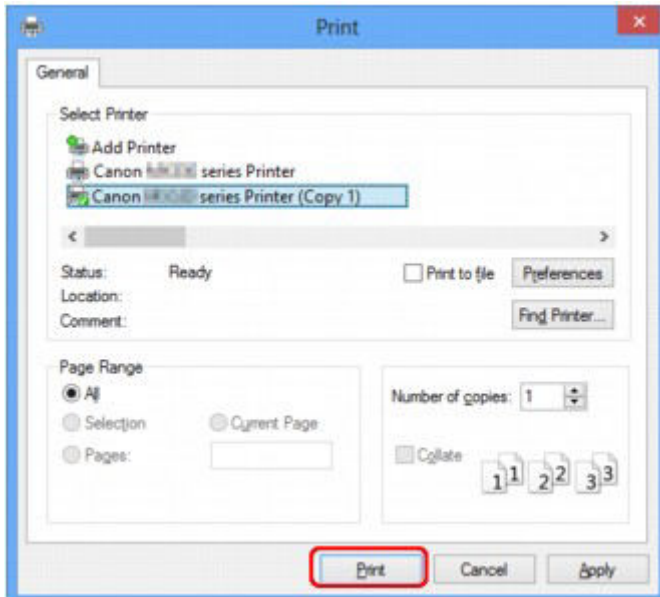 Print
General
Select Printer
Add Printer
Canon series Printer
Canon series Printer (Copy 1)
Status: Ready
Print to file
Preferences
Location:
Comment:
Find Printer...
Page Range
All
Selection
Current Page
Pages:
Number of copies: 1
Collate
1 1 2 2 3 3
Print
Cancel
Apply